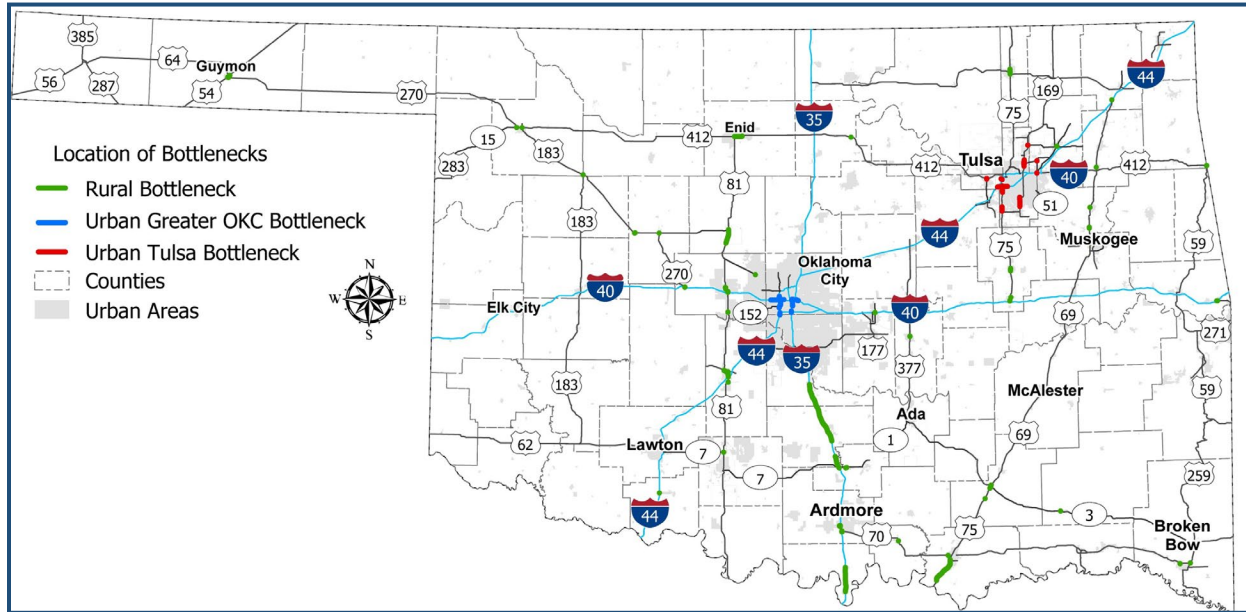 385
64
Guymon
56
287
54
270
35
44
75
169
15
183
412
Enid
283
412
Tulsa
40
412
81
51
Location of Bottlenecks
Rural Bottleneck
Urban Greater OKC Bottleneck
Urban Tulsa Bottleneck
Counties
Urban Areas
N
W
E
S
183
44
75
Muskogee
59
270
Oklahoma
City
40
Elk City
152
40
69
271
44
35
177
377
183
81
McAlester
59
Ada
62
Lawton
7
1
69
7
259
44
Ardmore
70
75
3
Broken
Bow